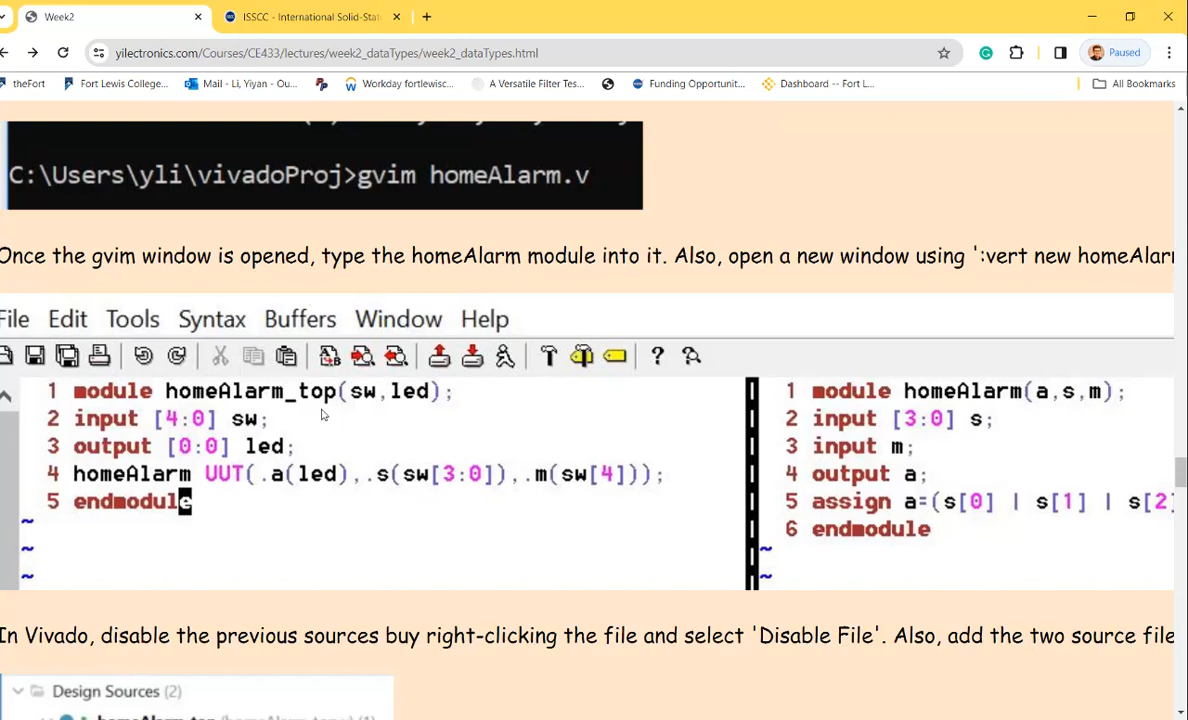 Week2
ISSCC - International Solid-Stat
yilectronics.com/Courses/CE433/lectures/week2_dataTypes/week2_dataTypes.html
Paused
theFort
Fort Lewis College...
Mail - Li, Yiyan - Ou...
Workday fortlewisc...
A Versatile Filter Tes...
Funding Opportunit...
Dashboard -- Fort L...
All Bookmarks
C:\Users\yli\vivadoProj>gvim homeAlarm.v
Once the gvim window is opened, type the homeAlarm module into it. Also, open a new window using ':vert new homeAlarm
File Edit Tools Syntax Buffers Window Help
1 module homeAlarm_top(sw,led);
2 input [4:0] sw;
3 output [0:0] led;
4 homeAlarm UUT(.a(led),.s(sw[3:0]),.m(sw[4]));
5 endmodule
~
~
~
1 module homeAlarm(a,s,m);
2 input [3:0] s;
3 input m;
4 output a;
5 assign a=(s[0] | s[1] | s[2]
6 endmodule
~
~
In Vivado, disable the previous sources buy right-clicking the file and select 'Disable File'. Also, add the two source file
Design Sources (2)
homeAlarm_top (homeAlarm_top.v) (1)